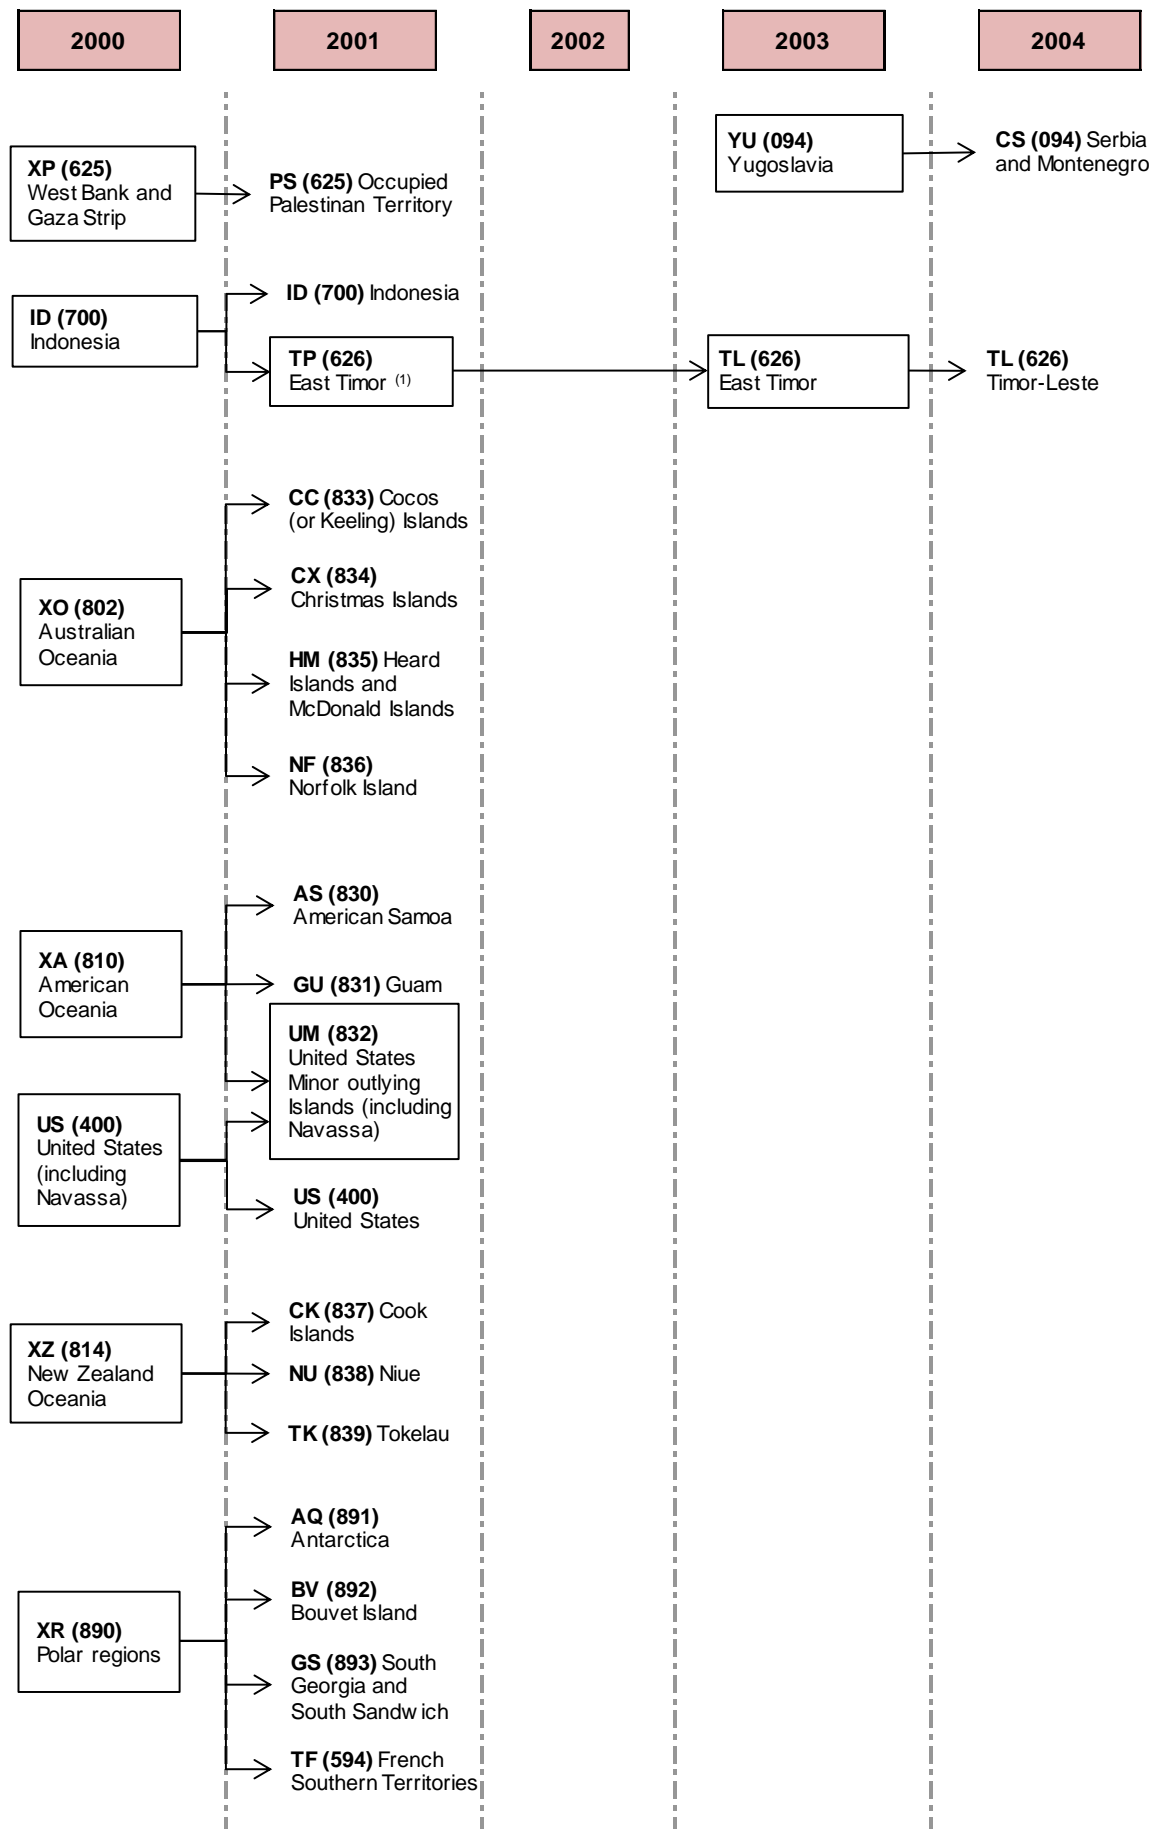 2000
2001
2002
2003
2004
XP (625)
West Bank and
Gaza Strip
PS (625) Occupied
Palestinan Territory
YU (094)
Yugoslavia
CS (094) Serbia
and Montenegro
ID (700)
Indonesia
ID (700) Indonesia
TP (626)
East Timor (1)
TL (626)
East Timor
TL (626)
Timor-Leste
XO (802)
Australian
Oceania
CC (833) Cocos
(or Keeling) Islands
CX (834)
Christmas Islands
HM (835) Heard
Islands and
McDonald Islands
NF (836)
Norfolk Island
XA (810)
American
Oceania
AS (830)
American Samoa
GU (831) Guam
UM (832)
United States
Minor outlying
Islands (including
Navassa)
US (400)
United States
(including
Navassa)
US (400)
United States
XZ (814)
New Zealand
Oceania
CK (837) Cook
Islands
NU (838) Niue
TK (839) Tokelau
XR (890)
Polar regions
AQ (891)
Antarctica
BV (892)
Bouvet Island
GS (893) South
Georgia and
South Sandwich
TF (594) French
Southern Territories